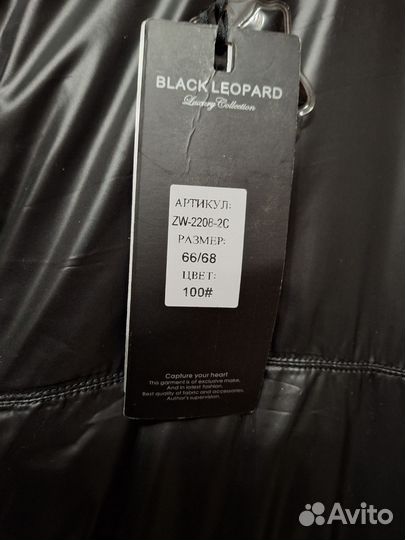 BLACK LEOPARD
Luxury Collection
АРТИКУЛ:
ZW-2208-2C
РАЗМЕР:
66/68
ЦВЕТ:
100#
Capture your heart
This garment is of exclusive make,
And in latest fashion.
Best quality of fabric and accessories.
Author's supervision.
Avito